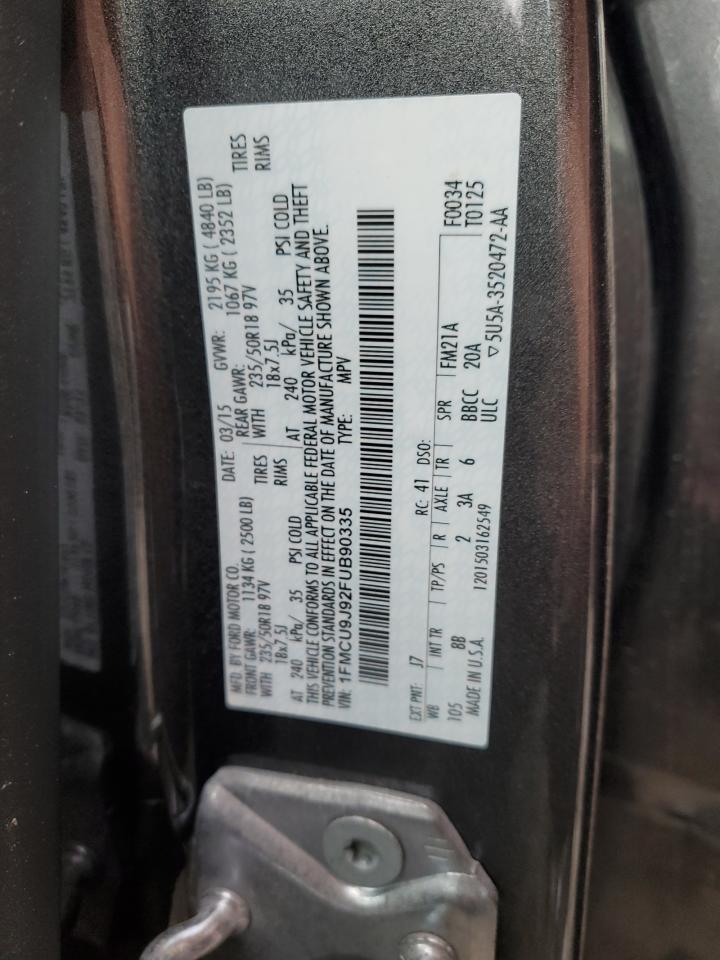 MFD. BY FORD MOTOR CO. DATE: 03/15 GVWR: 2195 KG ( 4840 LB)
FRONT GAWR: 1134 KG ( 2500 LB) REAR GAWR: 1067 KG ( 2352 LB)
WITH 235/50R18 97V TIRES WITH 235/50R18 97V TIRES
18x7.5J RIMS 18x7.5J RIMS
AT 240 kPa/ 35 PSI COLD AT 240 kPa/ 35 PSI COLD
THIS VEHICLE CONFORMS TO ALL APPLICABLE FEDERAL MOTOR VEHICLE SAFETY AND THEFT
PREVENTION STANDARDS IN EFFECT ON THE DATE OF MANUFACTURE SHOWN ABOVE.
VIN: 1FMCU9J92FUB90335 TYPE: MPV
F0034
T0125
EXT PNT: J7 RC: 41 DSO:
WB INT TR TP/PS R AXLE TR SPR FM21A
105 8B 2 3A 6 BBCC 20A
ULC
MADE IN U.S.A. 1201503162549 ▽5U5A-3520472-AA